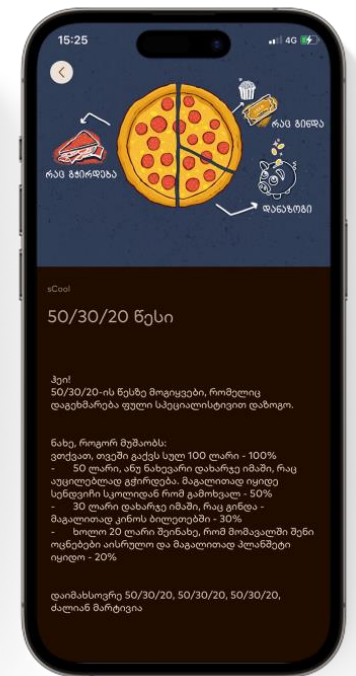 15:25
4G
რაც გინდა
რაც გჭირდება
დანაზოგი
sCool
50/30/20 წესი
ჰეი!
50/30/20-ის წესზე მოგიყვები, რომელიც
დაგეხმარება ფული სპეციალისტივით დაზოგო.
ნახე, როგორ მუშაობს:
ვთქვათ, თვეში გაქვს სულ 100 ლარი - 100%
- 50 ლარი, ანუ ნახევარი დახარჯე იმაში, რაც
აუცილებლად გჭირდება. მაგალითად იყიდე
სენდვიჩი სკოლიდან რომ გამოხვალ - 50%
- 30 ლარი დახარჯე იმაში, რაც გინდა -
მაგალითად კინოს ბილეთებში - 30%
- ხოლო 20 ლარი შეინახე, რომ მომავალში შენი
ოცნებები აისრულო და მაგალითად პლანშეტი
იყიდო - 20%
დაიმახსოვრე 50/30/20, 50/30/20, 50/30/20,
ძალიან მარტივია